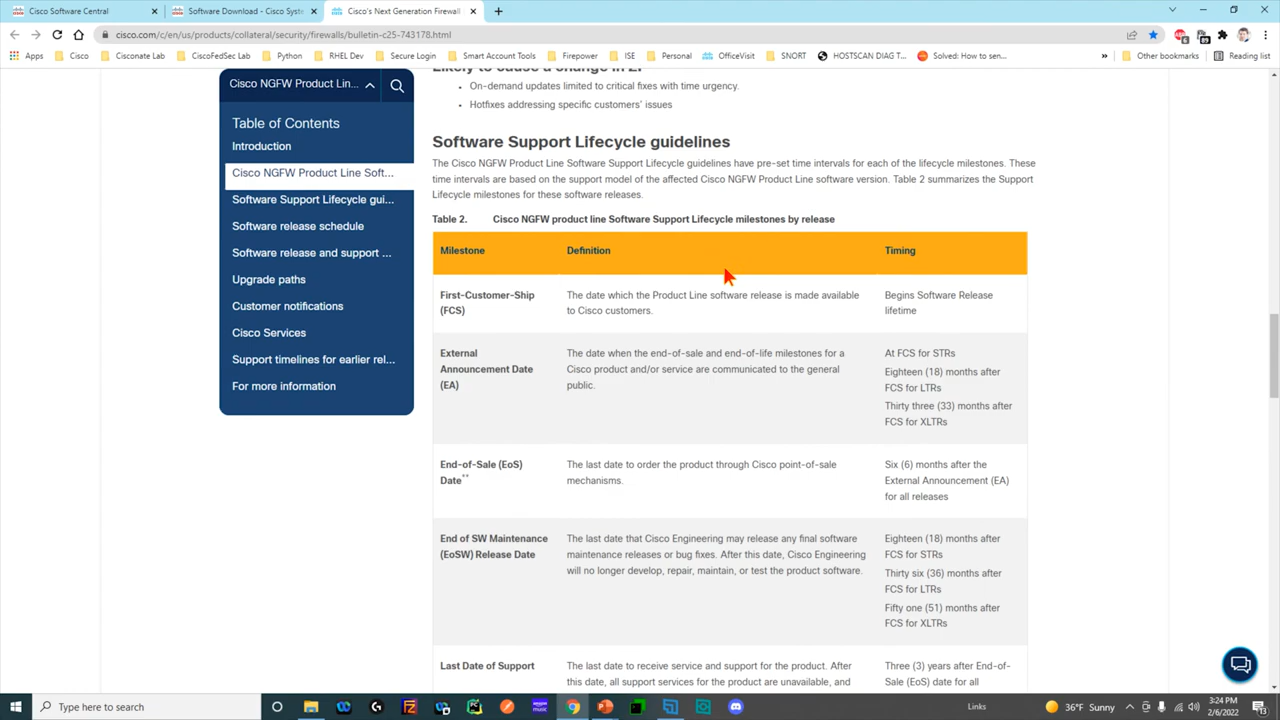 Cisco Software Central
Software Download - Cisco Syste
Cisco's Next Generation Firewall
cisco.com/c/en/us/products/collateral/security/firewalls/bulletin-c25-743178.html
Apps Cisco Cisconate Lab CiscoFedSec Lab Python RHEL Dev Secure Login Smart Account Tools Firepower ISE Personal OfficeVisit SNORT HOSTSCAN DIAG T... Solved: How to sen... » Other bookmarks Reading list
Cisco NGFW Product Lin...
Table of Contents
Introduction
Cisco NGFW Product Line Soft...
Software Support Lifecycle gui...
Software release schedule
Software release and support ...
Upgrade paths
Customer notifications
Cisco Services
Support timelines for earlier rel...
For more information
Likely to cause a change in Z:
• On-demand updates limited to critical fixes with time urgency.
• Hotfixes addressing specific customers' issues
Software Support Lifecycle guidelines
The Cisco NGFW Product Line Software Support Lifecycle guidelines have pre-set time intervals for each of the lifecycle milestones. These
time intervals are based on the support model of the affected Cisco NGFW Product Line software version. Table 2 summarizes the Support
Lifecycle milestones for these software releases.
Table 2. Cisco NGFW product line Software Support Lifecycle milestones by release
Milestone Definition Timing
First-Customer-Ship
(FCS)
The date which the Product Line software release is made available
to Cisco customers.
Begins Software Release
lifetime
External
Announcement Date
(EA)
The date when the end-of-sale and end-of-life milestones for a
Cisco product and/or service are communicated to the general
public.
At FCS for STRs
Eighteen (18) months after
FCS for LTRs
Thirty three (33) months after
FCS for XLTRs
End-of-Sale (EoS)
Date**
The last date to order the product through Cisco point-of-sale
mechanisms.
Six (6) months after the
External Announcement (EA)
for all releases
End of SW Maintenance
(EoSW) Release Date
The last date that Cisco Engineering may release any final software
maintenance releases or bug fixes. After this date, Cisco Engineering
will no longer develop, repair, maintain, or test the product software.
Eighteen (18) months after
FCS for STRs
Thirty six (36) months after
FCS for LTRs
Fifty one (51) months after
FCS for XLTRs
Last Date of Support
The last date to receive service and support for the product. After
this date, all support services for the product are unavailable, and
Three (3) years after End-of-
Sale (EoS) date for all
Type here to search
Links
36°F Sunny
3:24 PM
2/6/2022